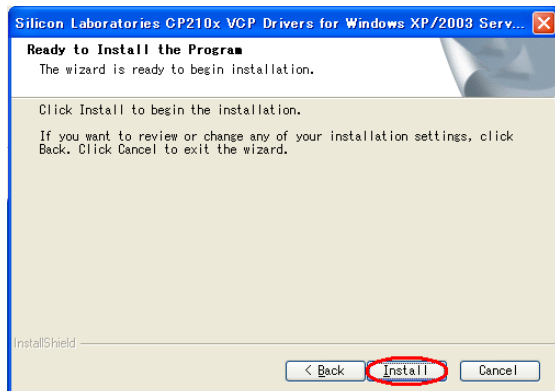 Silicon Laboratories CP210x VCP Drivers for Windows XP/2003 Serv...
Ready to Install the Program
The wizard is ready to begin installation.
Click Install to begin the installation.
If you want to review or change any of your installation settings, click
Back. Click Cancel to exit the wizard.
InstallShield
< Back Install Cancel